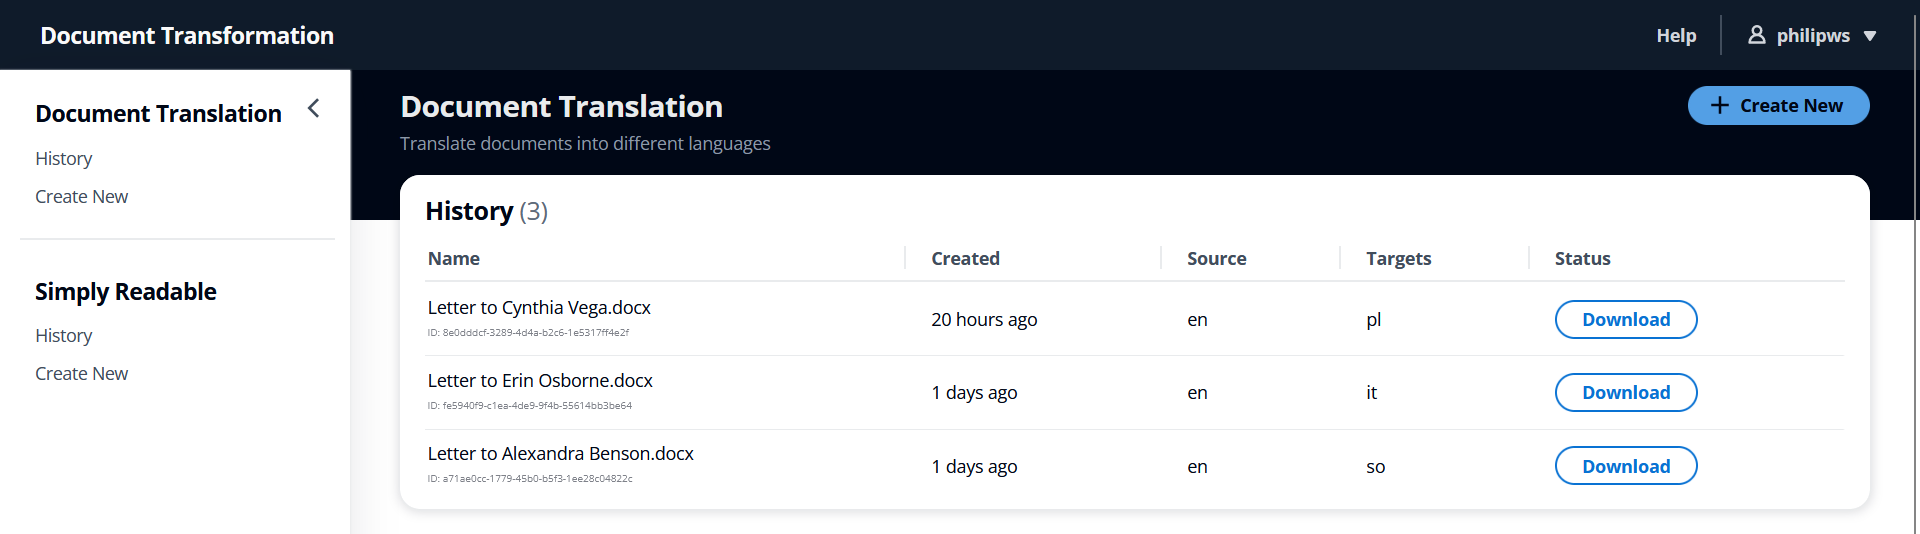 Document Transformation
Help
philipws
Document Translation
History
Create New
Simply Readable
History
Create New
Document Translation
Translate documents into different languages
Create New
History (3)
Name Created Source Targets Status
Letter to Cynthia Vega.docx
ID: 8e0dddcf-3289-4d4a-b2c6-1e5317ff4e2f
20 hours ago en pl Download
Letter to Erin Osborne.docx
ID: fe5940f9-c1ea-4de9-9f4b-55614bb3be64
1 days ago en it Download
Letter to Alexandra Benson.docx
ID: a71ae0cc-1779-45b0-b5f3-1ee28c04822c
1 days ago en so Download